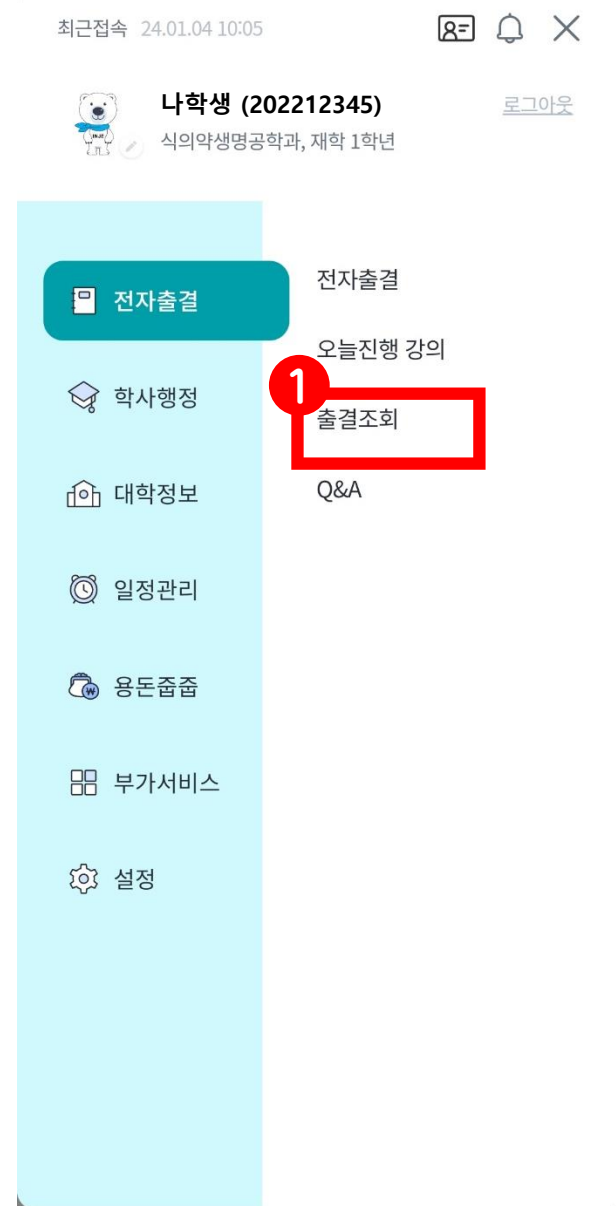 최근접속 24.01.04 10:05
나학생 (202212345)
로그아웃
식의약생명공학과, 재학 1학년
전자출결
학사행정
대학정보
일정관리
용돈줍줍
부가서비스
설정
전자출결
오늘진행 강의
1
출결조회
Q&A